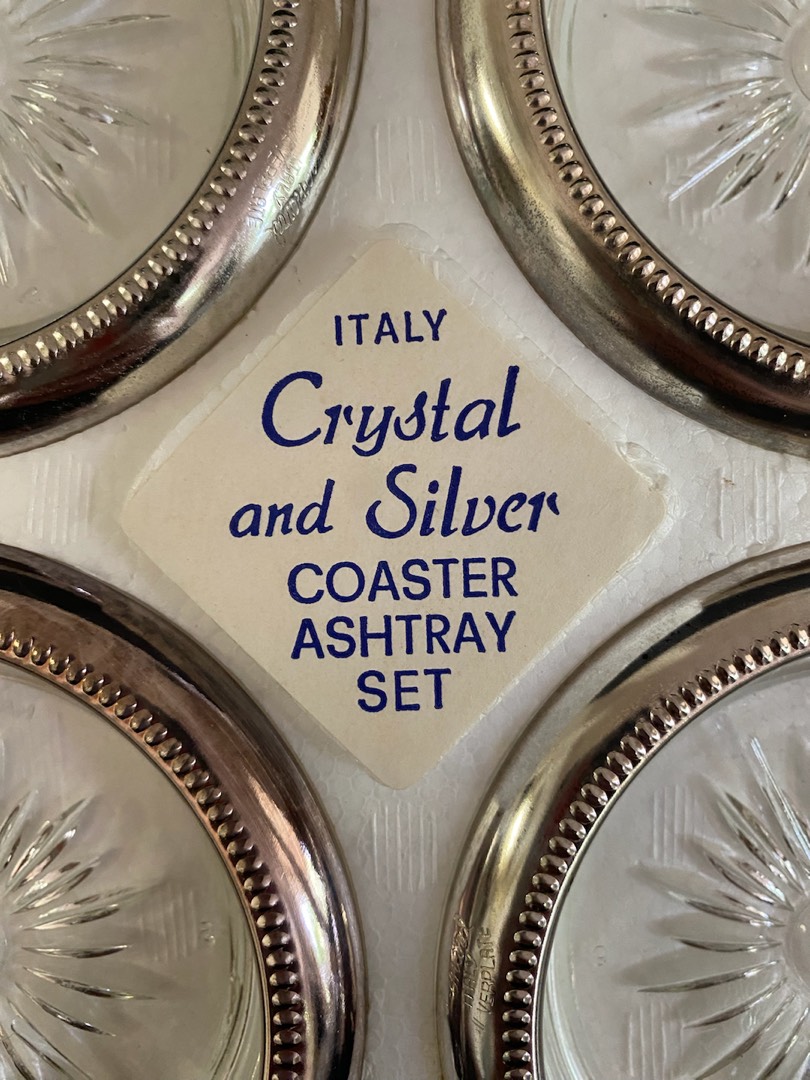 ITALY
Crystal
and Silver
COASTER
ASHTRAY
SET